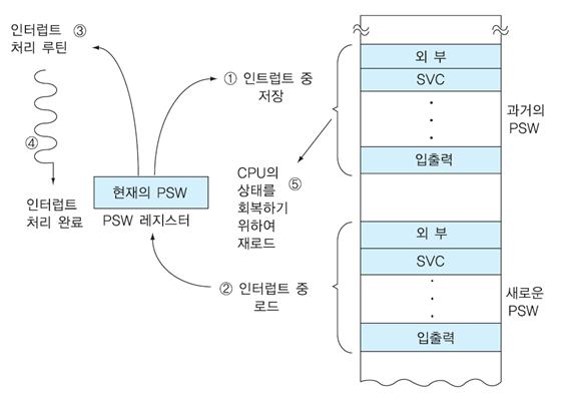 인터럽트 ③
처리 루틴
④
인터럽트
처리 완료
현재의 PSW
PSW 레지스터
① 인트럽트 중
저장
CPU의
상태를 ⑤
회복하기
위하여
재로드
② 인터럽트 중
로드
외 부
SVC
입출력
과거의
PSW
외 부
SVC
입출력
새로운
PSW